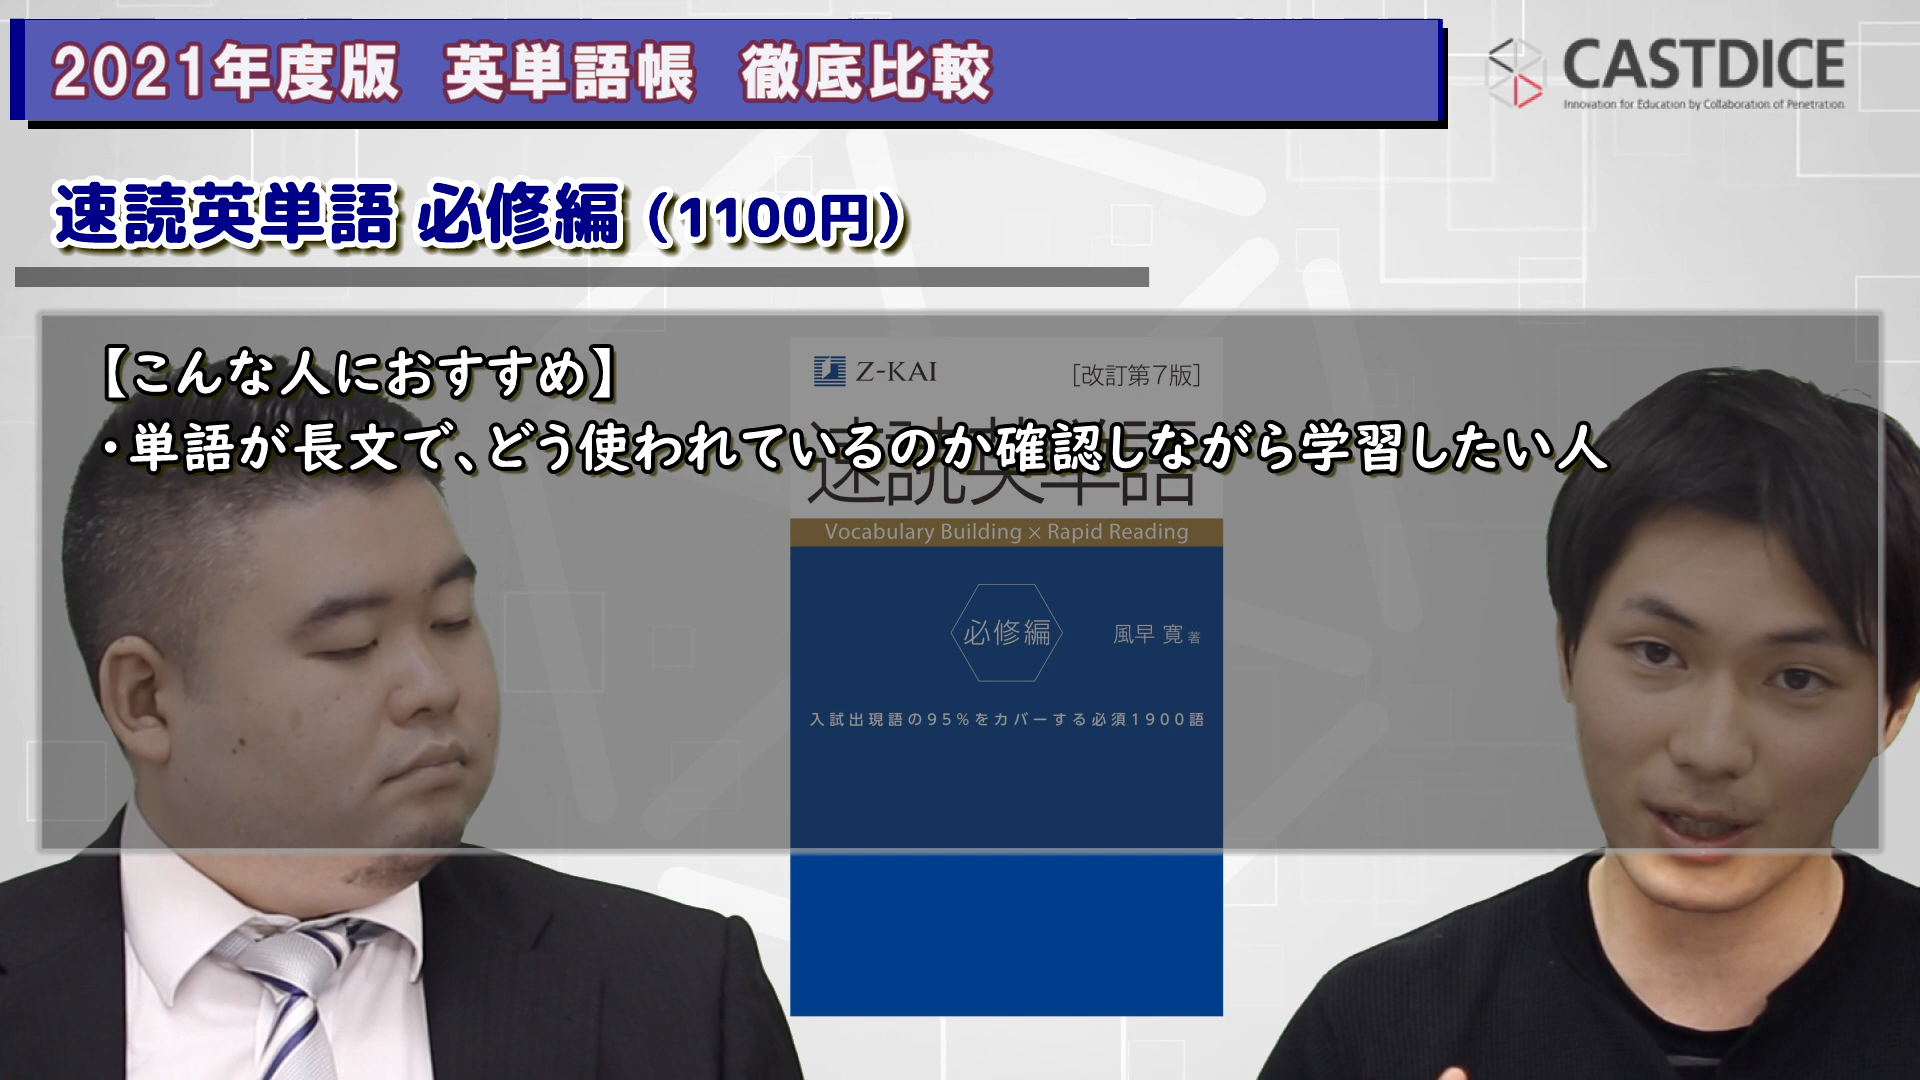 2021年度版 英単語帳 徹底比較
CASTDICE
Innovation for Education by Collaboration of Penetration
速読英単語 必修編（1100円）
【こんな人におすすめ】
・単語が長文で、どう使われているのか確認しながら学習したい人
Z-KAI
［改訂第7版］
速読英単語
Vocabulary Building × Rapid Reading
必修編
風早 寛 著
入試出現語の95%をカバーする必須1900語